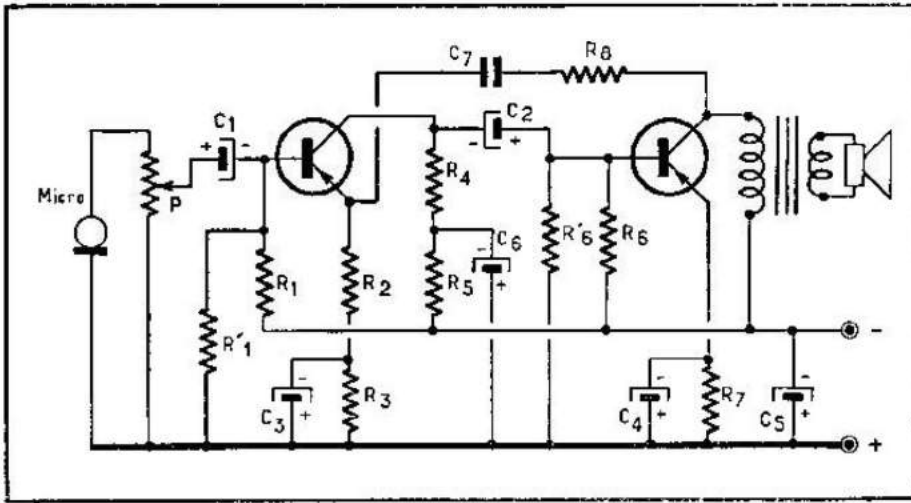 C7
R8
C1
+
-
C2
-
+
Micro
P
R4
C6
-
+
R'6
R6
R1
R2
R5
R'1
-
C3
-
+
R3
C4
-
+
R7
C5
-
+
+